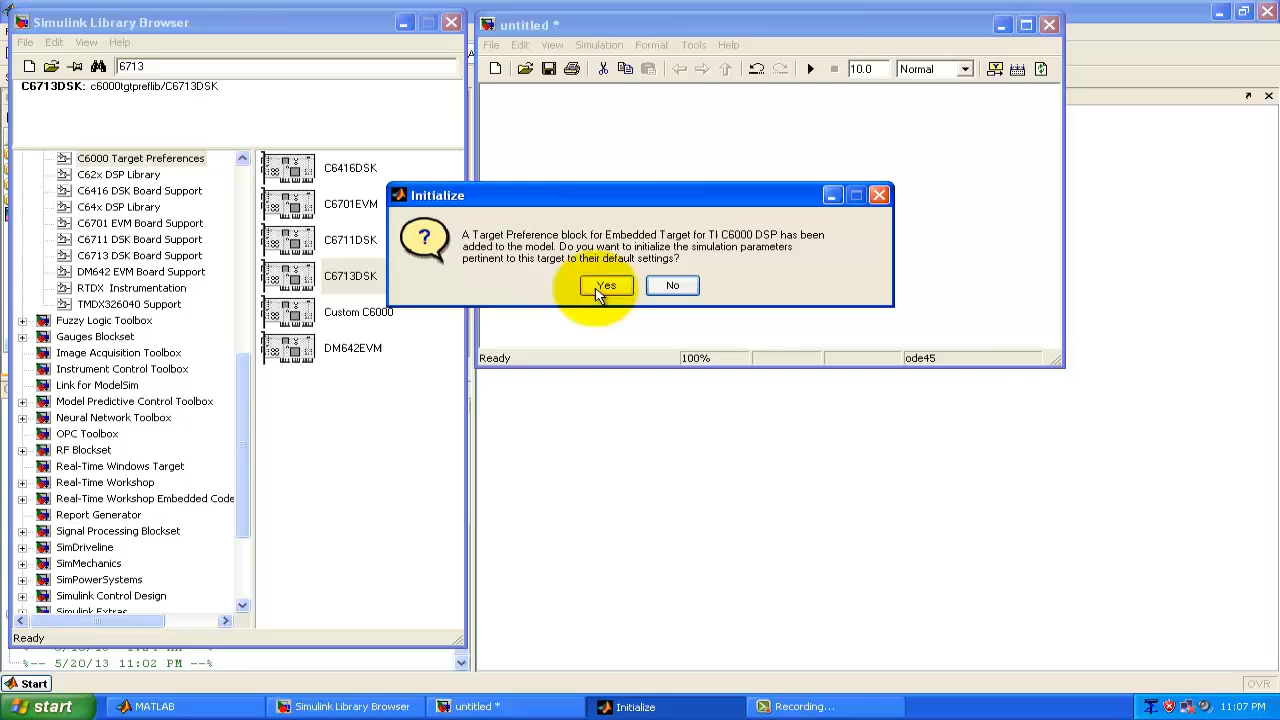 Simulink Library Browser
File Edit View Help
6713
C6713DSK: c6000tgtpreflib/C6713DSK
C6000 Target Preferences
C62x DSP Library
C6416 DSK Board Support
C64x DSP Library
C6701 EVM Board Support
C6711 DSK Board Support
C6713 DSK Board Support
DM642 EVM Board Support
RTDX Instrumentation
TMDX326040 Support
Fuzzy Logic Toolbox
Gauges Blockset
Image Acquisition Toolbox
Instrument Control Toolbox
Link for ModelSim
Model Predictive Control Toolbox
Neural Network Toolbox
OPC Toolbox
RF Blockset
Real-Time Windows Target
Real-Time Workshop
Real-Time Workshop Embedded Code
Report Generator
Signal Processing Blockset
SimDriveline
SimMechanics
SimPowerSystems
Simulink Control Design
Simulink Extras
C6416DSK
C6701EVM
C6711DSK
C6713DSK
Custom C6000
DM642EVM
Ready
untitled *
File Edit View Simulation Format Tools Help
10.0 Normal
Initialize
A Target Preference block for Embedded Target for TI C6000 DSP has been
added to the model. Do you want to initialize the simulation parameters
pertinent to this target to their default settings?
Yes No
Ready 100% ode45
%-- 5/20/13 11:02 PM --%
Start
OVR
start MATLAB Simulink Library Browser untitled * Initialize Recording... 11:07 PM